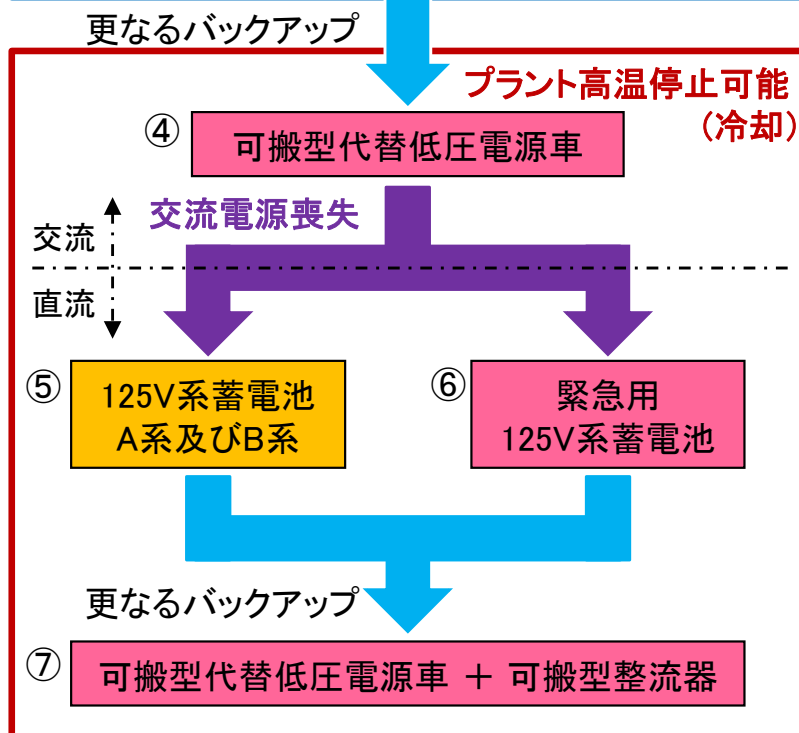 更なるバックアップ
プラント高温停止可能
(冷却)
④
可搬型代替低圧電源車
交流電源喪失
交流
直流
⑤
125V系蓄電池
A系及びB系
⑥
緊急用
125V系蓄電池
更なるバックアップ
⑦
可搬型代替低圧電源車 ＋ 可搬型整流器